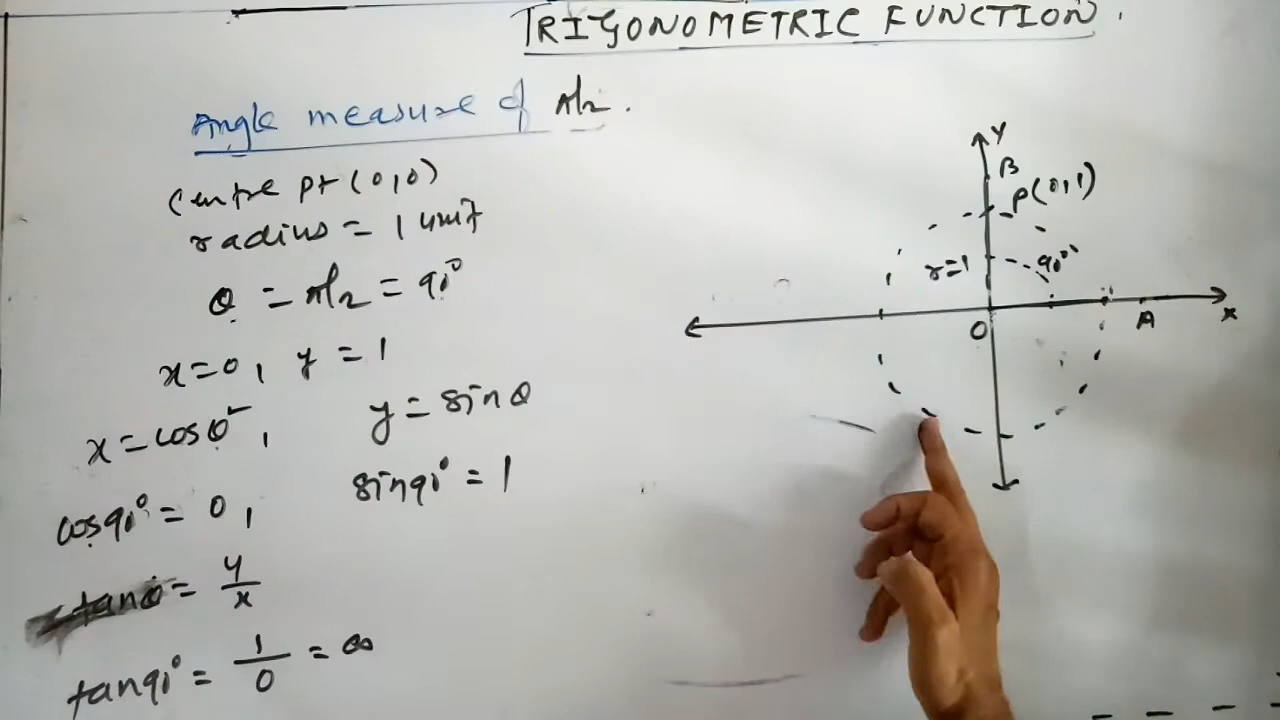 TRIGONOMETRIC FUNCTION.
Angle measure of π/2.
Centre pt (0,0)
radius = 1 unit
θ = π/2 = 90°
x=0, y = 1
x = cosθ, y = sinθ
cos90° = 0, sin90° = 1
tanθ = y/x
tan90° = 1/0 = ∞
Y
B
P(0,1)
r=1
90°
O
A
X